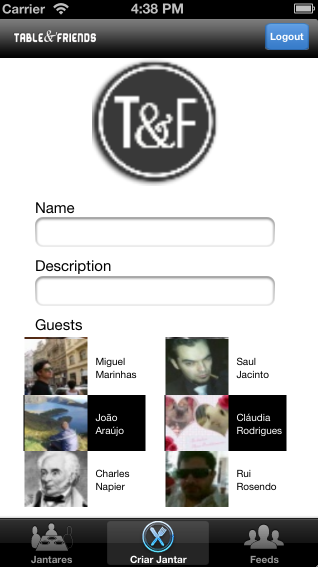 Carrier 4:38 PM
TABLE&FRIENDS Logout
T&F
Name
Description
Guests
Miguel
Marinhas
Saul
Jacinto
João
Araújo
Cláudia
Rodrigues
Charles
Napier
Rui
Rosendo
Jantares Criar Jantar Feeds